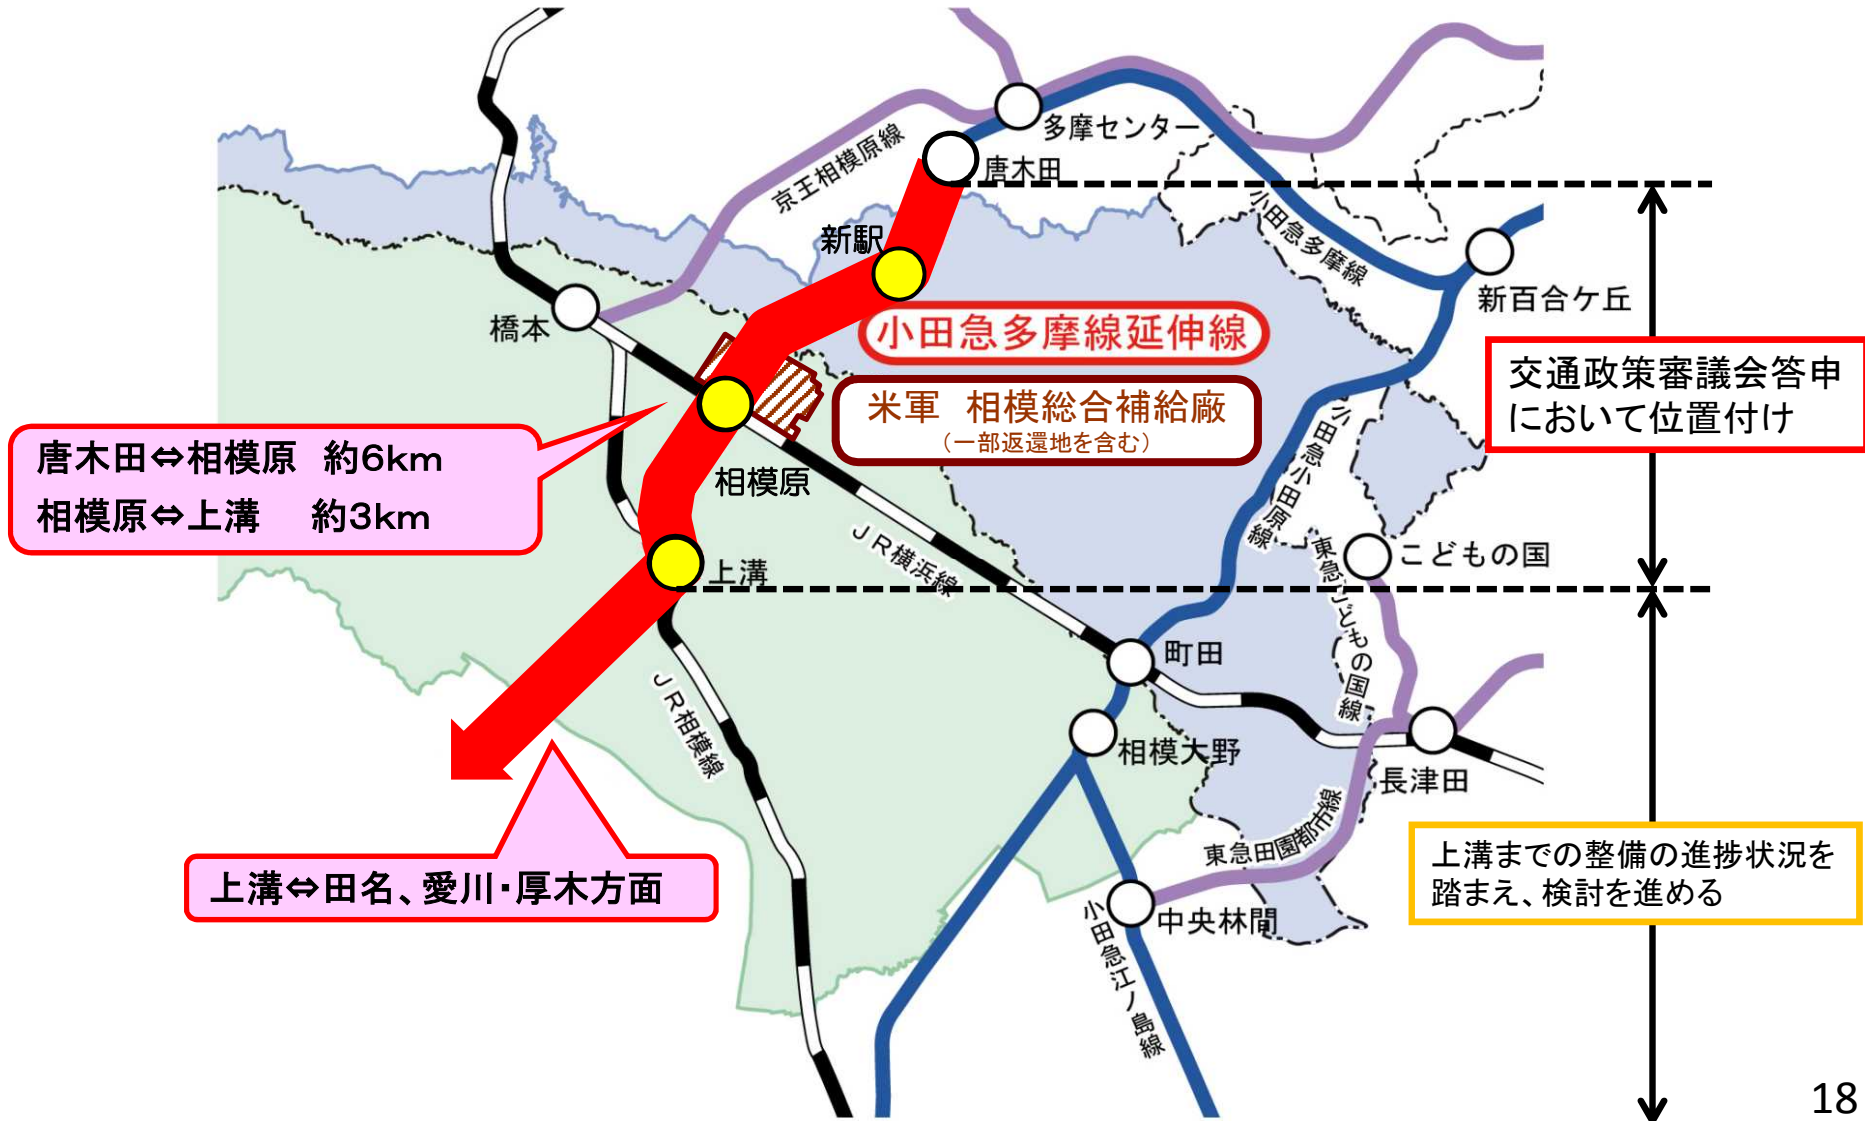 多摩センター
唐木田
京王相模原線
新駅
小田急多摩線
新百合ケ丘
橋本
小田急多摩線延伸線
米軍 相模総合補給廠
(一部返還地を含む)
交通政策審議会答申
において位置付け
唐木田⇔相模原 約6km
相模原⇔上溝 約3km
相模原
小田急小田原線
JR横浜線
上溝
こどもの国
東急こどもの国線
町田
JR相模線
相模大野
長津田
東急田園都市線
上溝までの整備の進捗状況を
踏まえ、検討を進める
上溝⇔田名、愛川・厚木方面
中央林間
小田急江ノ島線
18